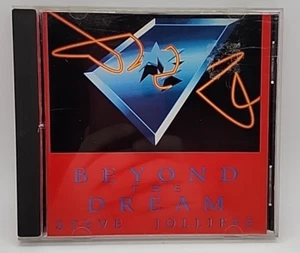 BEYOND
THE
DREAM
STEVE JOLLIFFE